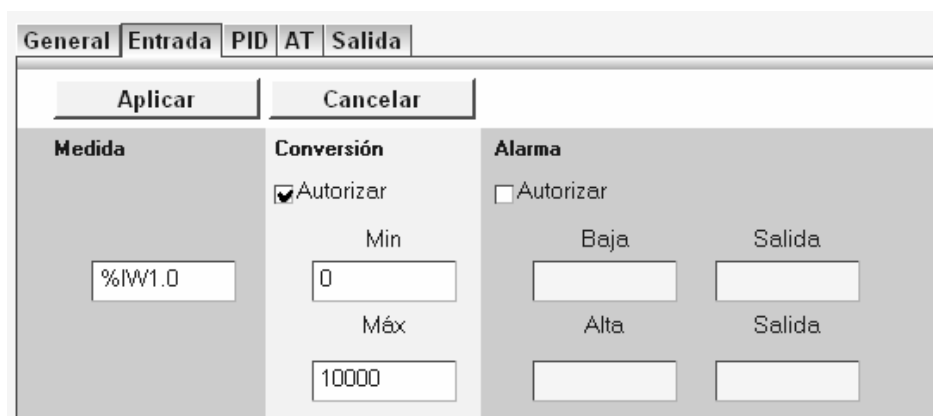 General Entrada PID AT Salida
Aplicar Cancelar
Medida Conversión Alarma
Autorizar Autorizar
Min Baja Salida
%IW1.0 0
Máx Alta Salida
10000